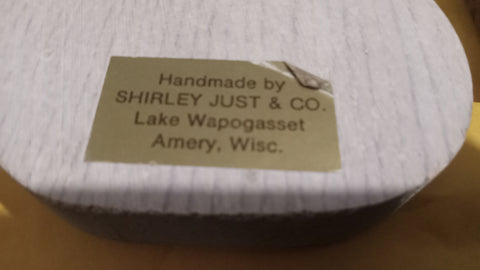 Handmade by
SHIRLEY JUST & CO.
Lake Wapogasset
Amery, Wisc.